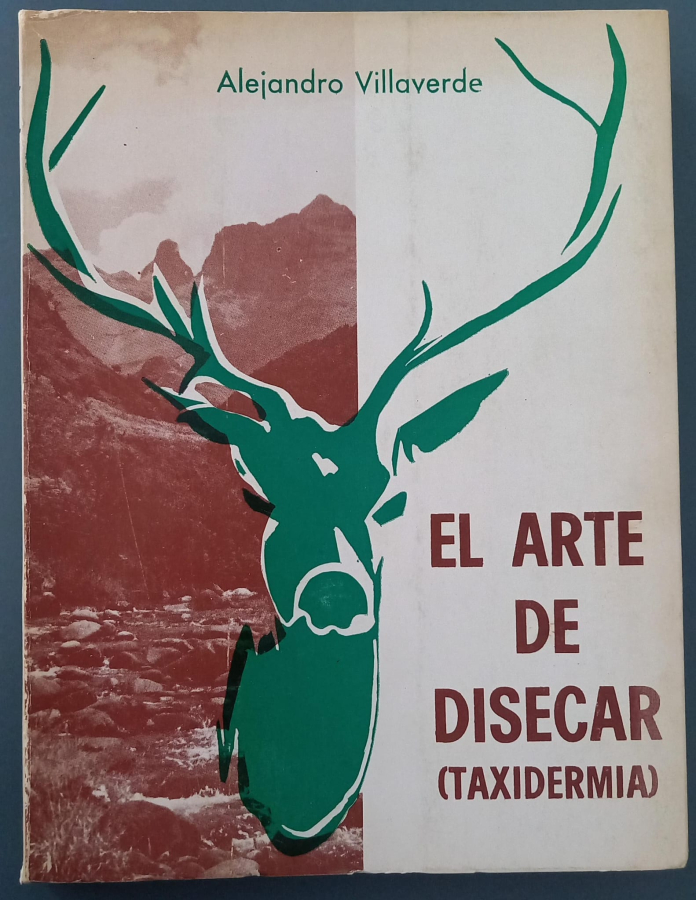 Alejandro Villaverde
EL ARTE
DE
DISECAR
(TAXIDERMIA)